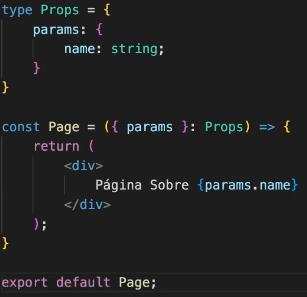 type Props = {
    params: {
        name: string;
    }
}

const Page = ({ params }: Props) => {
    return (
        <div>
            Página Sobre {params.name}
        </div>
    );
}

export default Page;